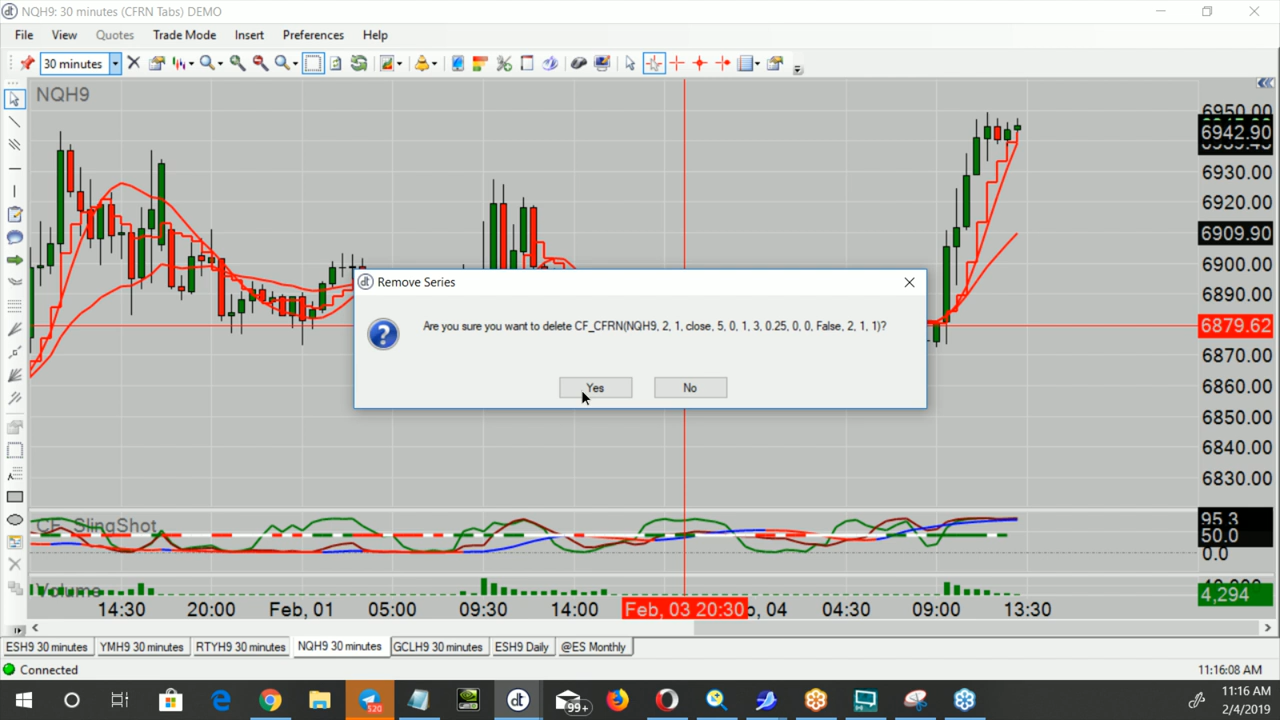 NQH9: 30 minutes (CFRN Tabs) DEMO
File View Quotes Trade Mode Insert Preferences Help
30 minutes
NQH9
6950.00
6942.90
6930.00
6920.00
6909.90
6900.00
6890.00
6879.62
6870.00
6860.00
6850.00
6840.00
6830.00
Remove Series
Are you sure you want to delete CF_CFRN(NQH9, 2, 1, close, 5, 0, 1, 3, 0.25, 0, 0, False, 2, 1, 1)?
Yes No
CF_SlingShot
95.3
50.0
0.0
Volume
4,294
14:30 20:00 Feb, 01 05:00 09:30 14:00 Feb, 03 20:30 04 04:30 09:00 13:30
ESH9 30 minutes YMH9 30 minutes RTYH9 30 minutes NQH9 30 minutes GCLH9 30 minutes ESH9 Daily @ES Monthly
Connected 11:16:08 AM
520 dt 99+ 11:16 AM
2/4/2019